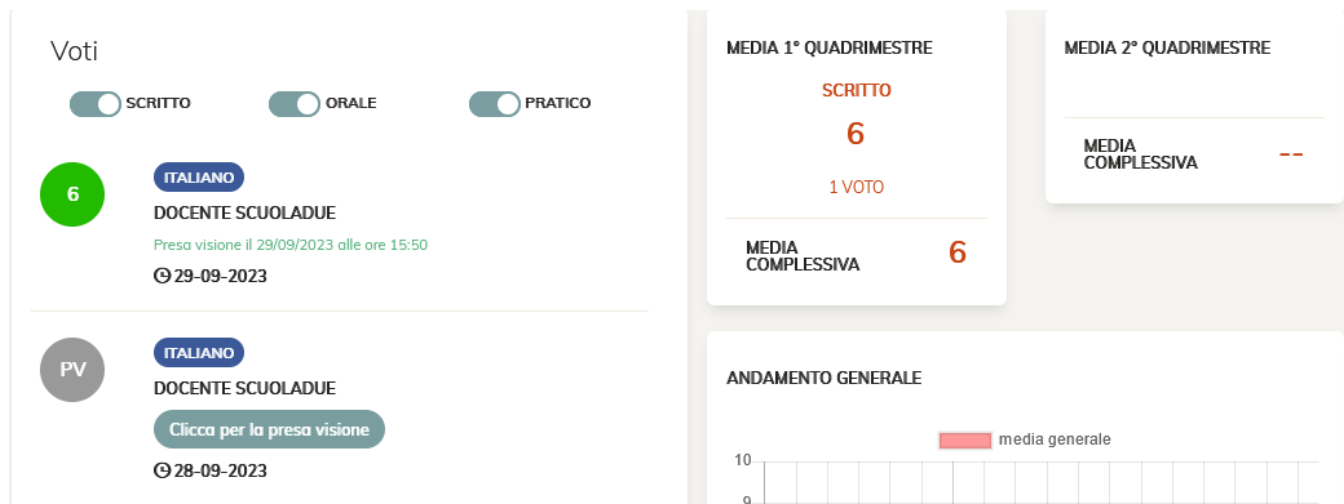 Voti
SCRITTO
ORALE
PRATICO
6
ITALIANO
DOCENTE SCUOLADUE
Presa visione il 29/09/2023 alle ore 15:50
29-09-2023
PV
ITALIANO
DOCENTE SCUOLADUE
Clicca per la presa visione
28-09-2023
MEDIA 1° QUADRIMESTRE
SCRITTO
6
1 VOTO
MEDIA
COMPLESSIVA
6
MEDIA 2° QUADRIMESTRE
MEDIA
COMPLESSIVA
--
ANDAMENTO GENERALE
media generale
10
9